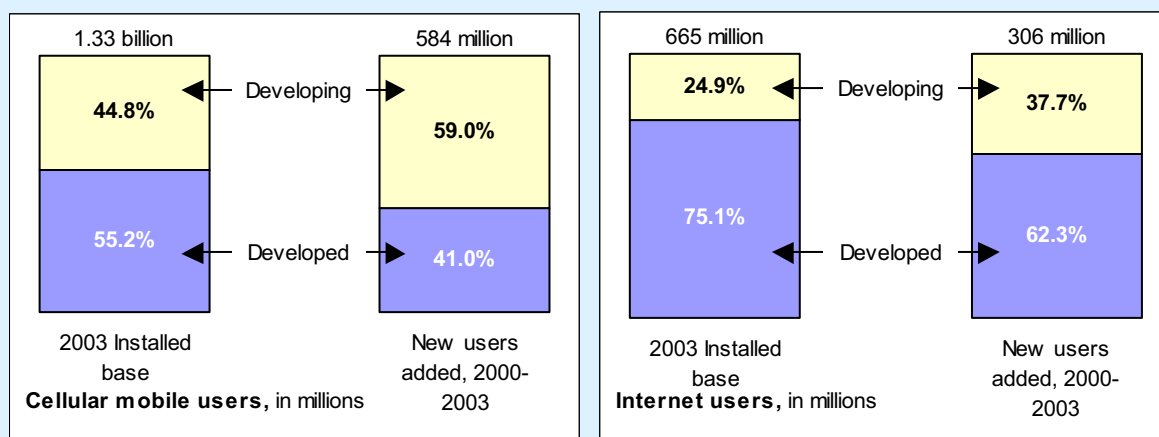 1.33 billion
584 million
44.8%
Developing
59.0%
55.2%
Developed
41.0%
2003 Installed
base
New users
added, 2000-
2003
Cellular mobile users, in millions
665 million
306 million
24.9%
Developing
37.7%
75.1%
Developed
62.3%
2003 Installed
base
New users
added, 2000-
2003
Internet users, in millions